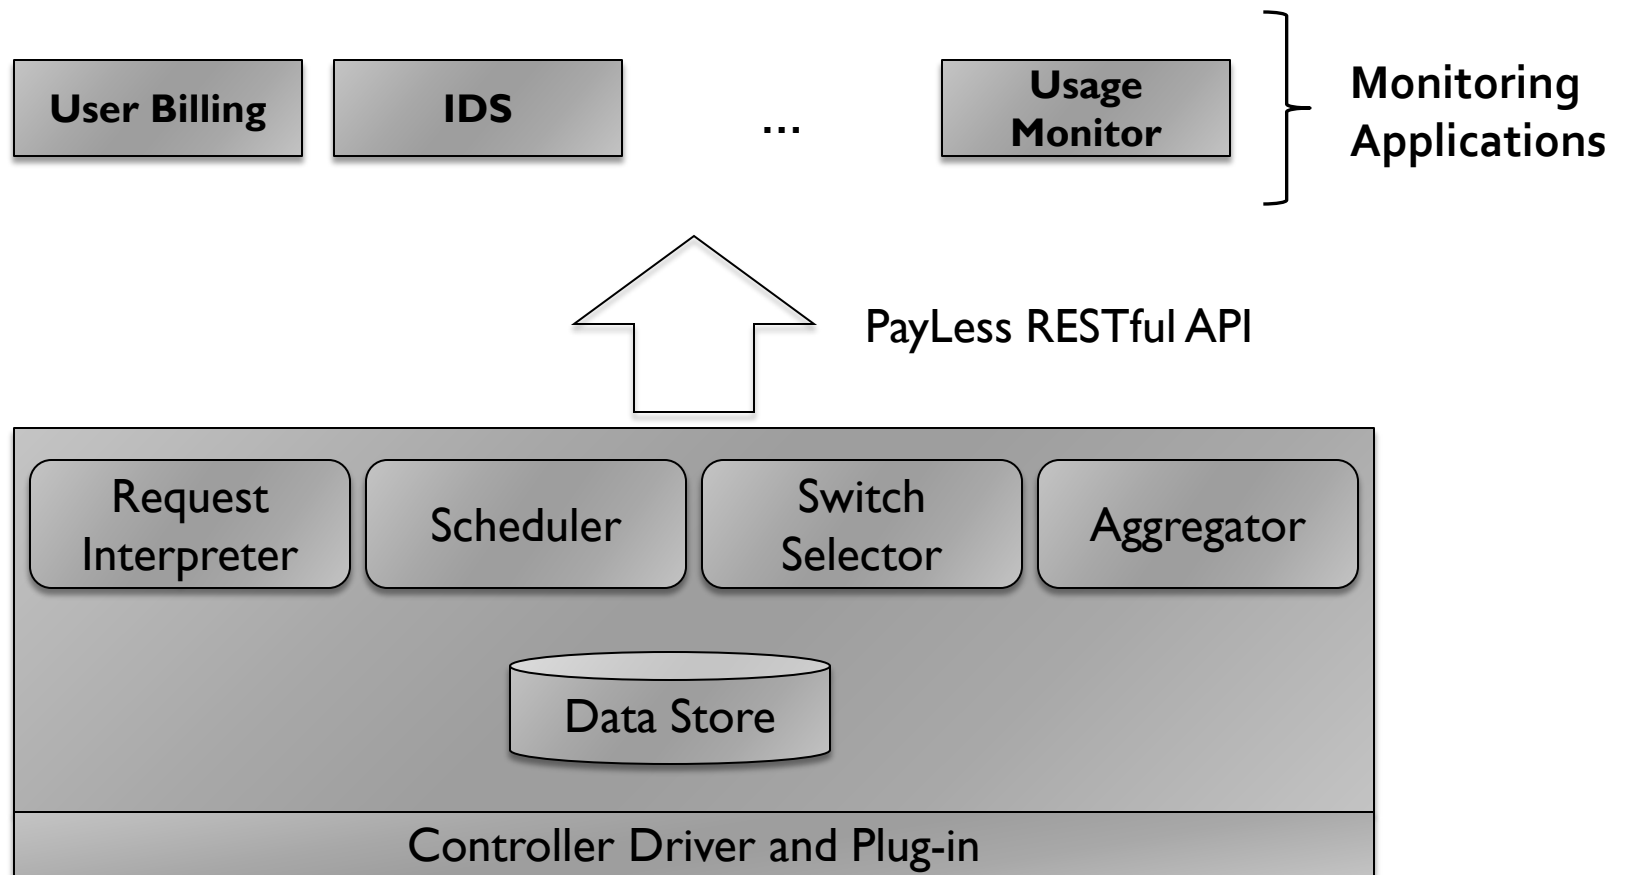 User Billing
IDS
...
Usage
Monitor
Monitoring
Applications
PayLess RESTful API
Request
Interpreter
Scheduler
Switch
Selector
Aggregator
Data Store
Controller Driver and Plug-in